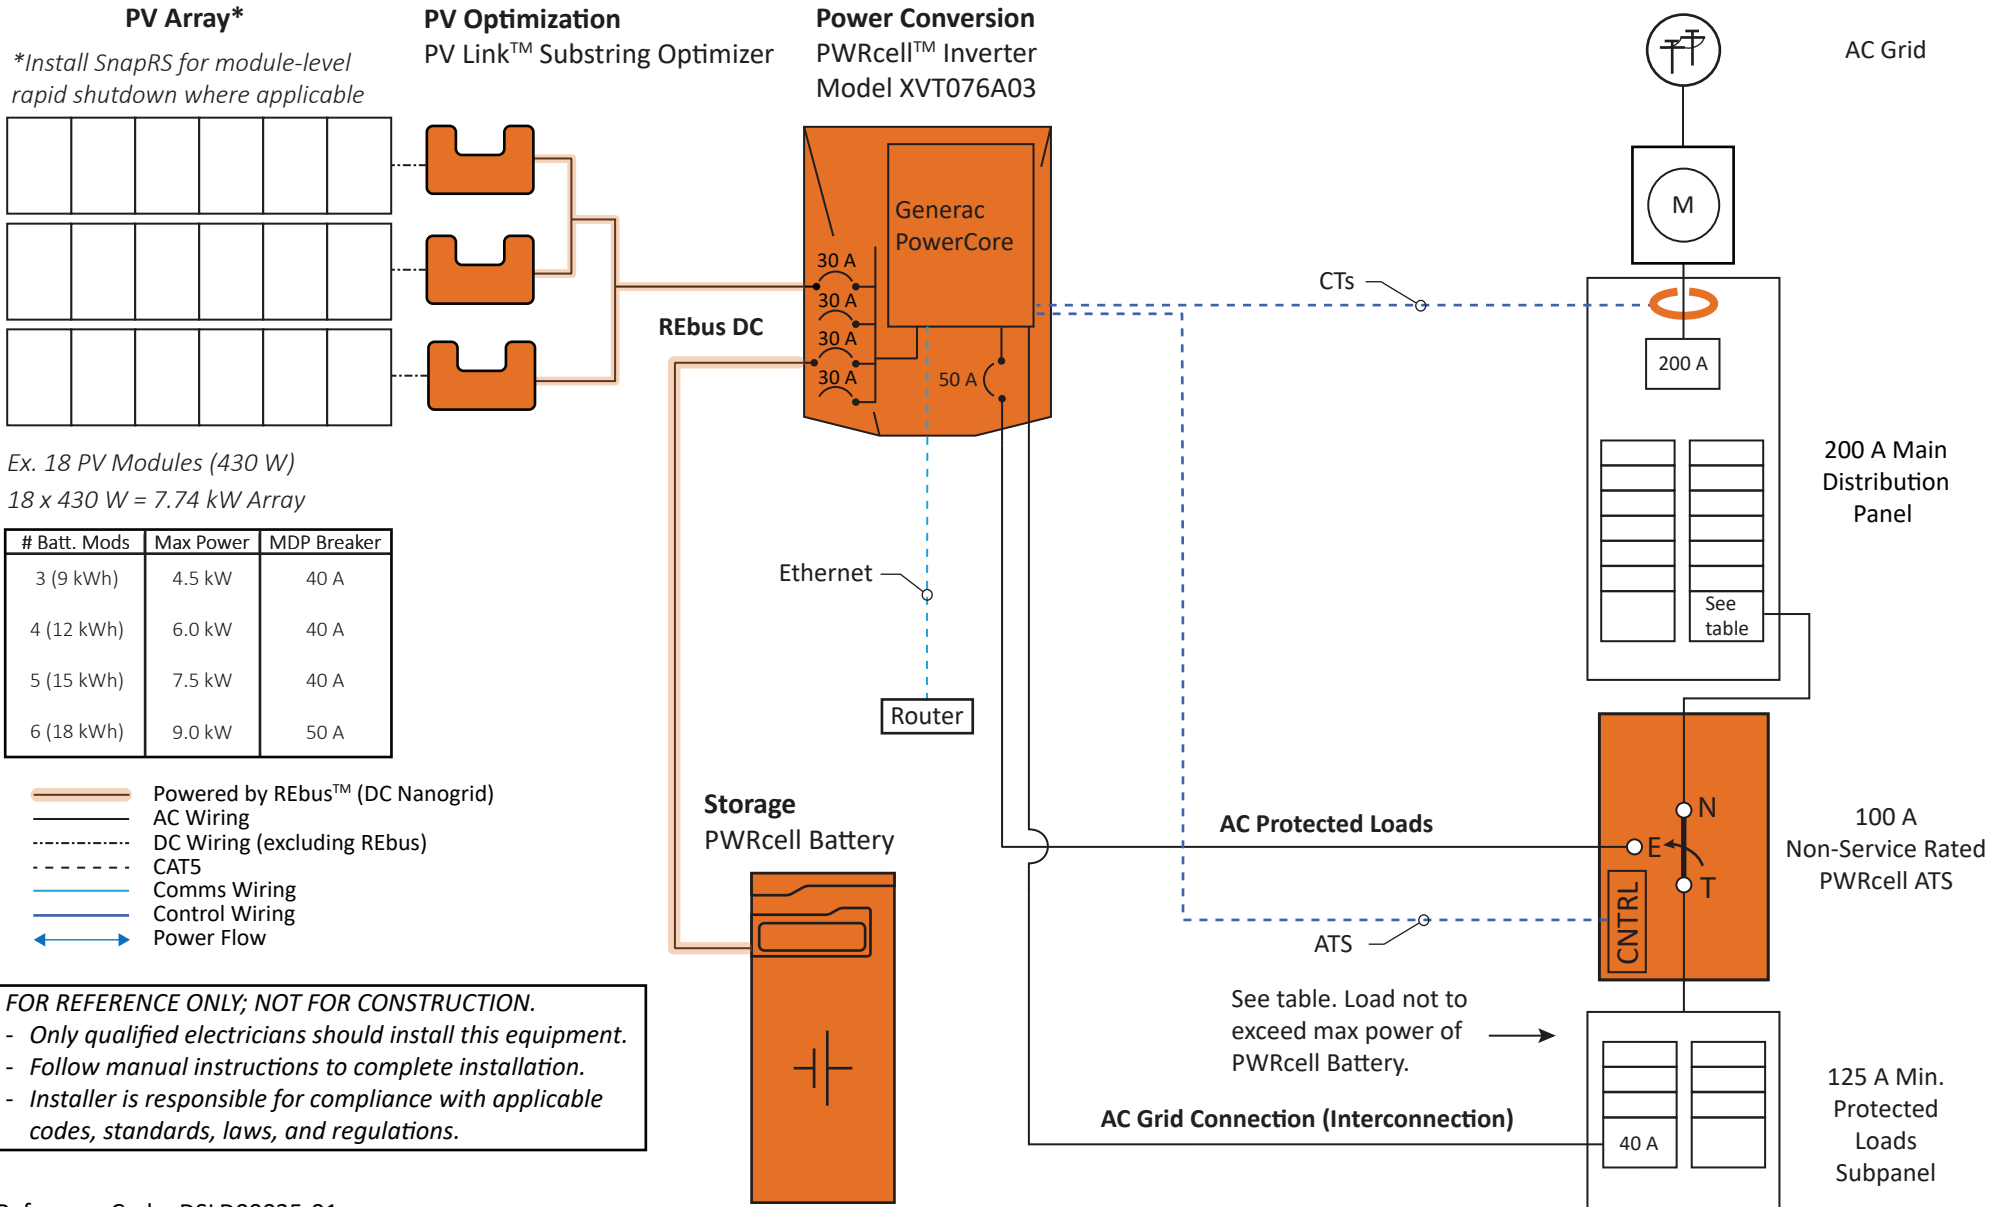 PV Array*
*Install SnapRS for module-level
rapid shutdown where applicable
PV Optimization
PV Link™ Substring Optimizer
Power Conversion
PWRcell™ Inverter
Model XVT076A03
AC Grid
M
Generac
PowerCore
30 A
30 A
30 A
30 A
50 A
REbus DC
CTs
200 A
200 A Main
Distribution
Panel
See
table
Ex. 18 PV Modules (430 W)
18 x 430 W = 7.74 kW Array
# Batt. Mods Max Power MDP Breaker
3 (9 kWh) 4.5 kW 40 A
4 (12 kWh) 6.0 kW 40 A
5 (15 kWh) 7.5 kW 40 A
6 (18 kWh) 9.0 kW 50 A
Ethernet
Router
Powered by REbus™ (DC Nanogrid)
AC Wiring
DC Wiring (excluding REbus)
CAT5
Comms Wiring
Control Wiring
Power Flow
Storage
PWRcell Battery
AC Protected Loads
N
E
T
CNTRL
100 A
Non-Service Rated
PWRcell ATS
ATS
See table. Load not to
exceed max power of
PWRcell Battery.
AC Grid Connection (Interconnection)
40 A
125 A Min.
Protected
Loads
Subpanel
FOR REFERENCE ONLY; NOT FOR CONSTRUCTION.
- Only qualified electricians should install this equipment.
- Follow manual instructions to complete installation.
- Installer is responsible for compliance with applicable
codes, standards, laws, and regulations.